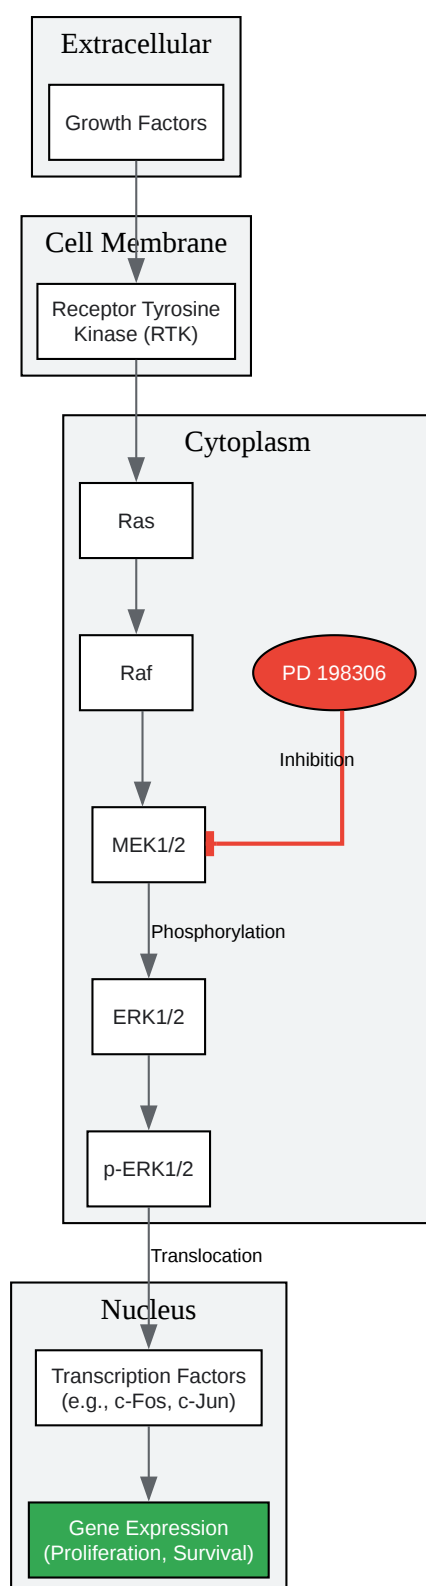 Extracellular
Growth Factors
Cell Membrane
Receptor Tyrosine
Kinase (RTK)
Cytoplasm
Ras
Raf
PD 198306
Inhibition
MEK1/2
Phosphorylation
ERK1/2
p-ERK1/2
Translocation
Nucleus
Transcription Factors
(e.g., c-Fos, c-Jun)
Gene Expression
(Proliferation, Survival)